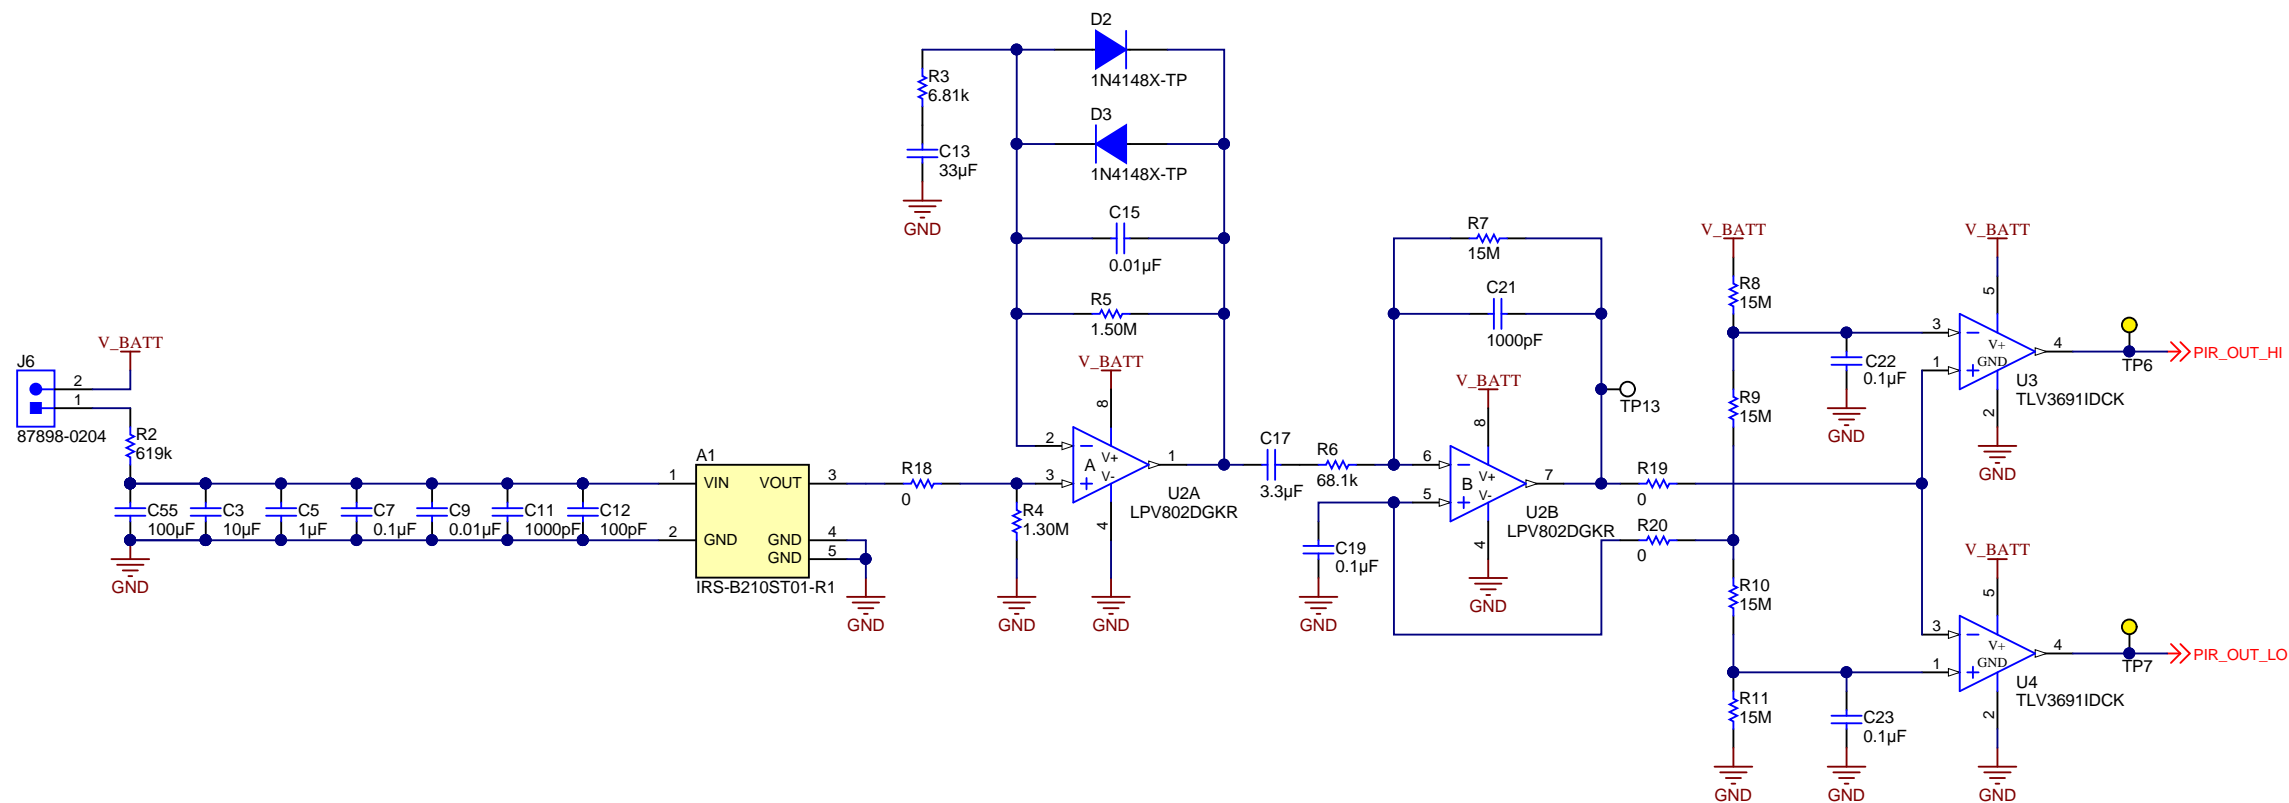 D2
1N4148X-TP
R3
6.81k
D3
1N4148X-TP
C13
33µF
GND
C15
0.01µF
R5
1.50M
V_BATT
8
2
3
A
V+
V-
1
4
U2A
LPV802DGKR
GND
J6
2
1
87898-0204
V_BATT
R2
619k
C55
100µF
C3
10µF
C5
1µF
C7
0.1µF
C9
0.01µF
C11
1000pF
C12
100pF
GND
A1
1
VIN
VOUT
3
2
GND
GND
4
GND
5
IRS-B210ST01-R1
GND
R18
0
R4
1.30M
GND
C17
3.3µF
R6
68.1k
R7
15M
C21
1000pF
V_BATT
8
6
5
B
V+
V-
7
4
U2B
LPV802DGKR
GND
C19
0.1µF
GND
TP13
R19
0
R20
0
V_BATT
R8
15M
R9
15M
R10
15M
R11
15M
GND
C22
0.1µF
GND
C23
0.1µF
GND
V_BATT
5
3
1
V+
GND
4
2
U3
TLV3691IDCK
GND
TP6
PIR_OUT_HI
V_BATT
5
3
1
V+
GND
4
2
U4
TLV3691IDCK
GND
TP7
PIR_OUT_LO